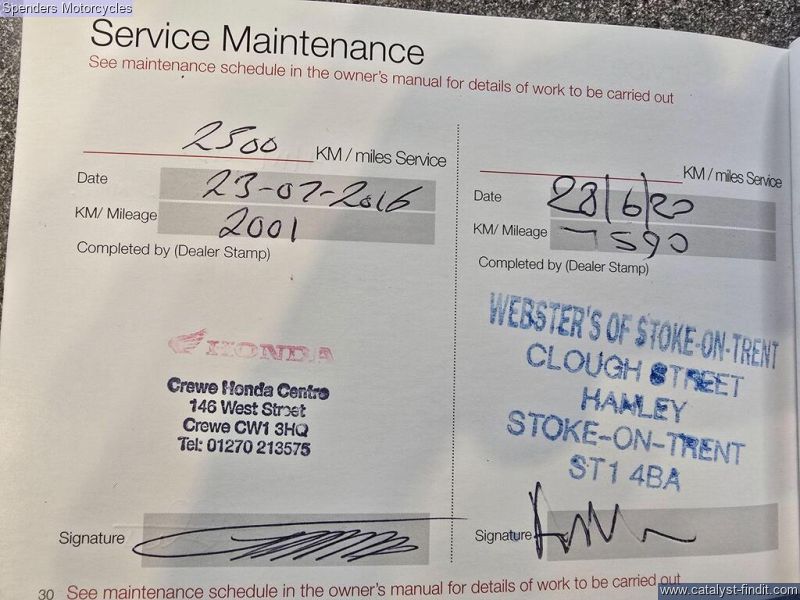 Spenders Motorcycles
Service Maintenance
See maintenance schedule in the owner's manual for details of work to be carried out
2500 KM / miles Service
Date 23-07-2016
KM/ Mileage 2001
Completed by (Dealer Stamp)
HONDA
Crewe Honda Centre
146 West Street
Crewe CW1 3HQ
Tel: 01270 213575
Signature
KM / miles Service
Date 28/6/20
KM/ Mileage 7590
Completed by (Dealer Stamp)
WEBSTER'S OF STOKE-ON-TRENT
CLOUGH STREET
HANLEY
STOKE-ON-TRENT
ST1 4BA
Signature
30 See maintenance schedule in the owner's manual for details of work to be carried out
www.catalyst-findit.com